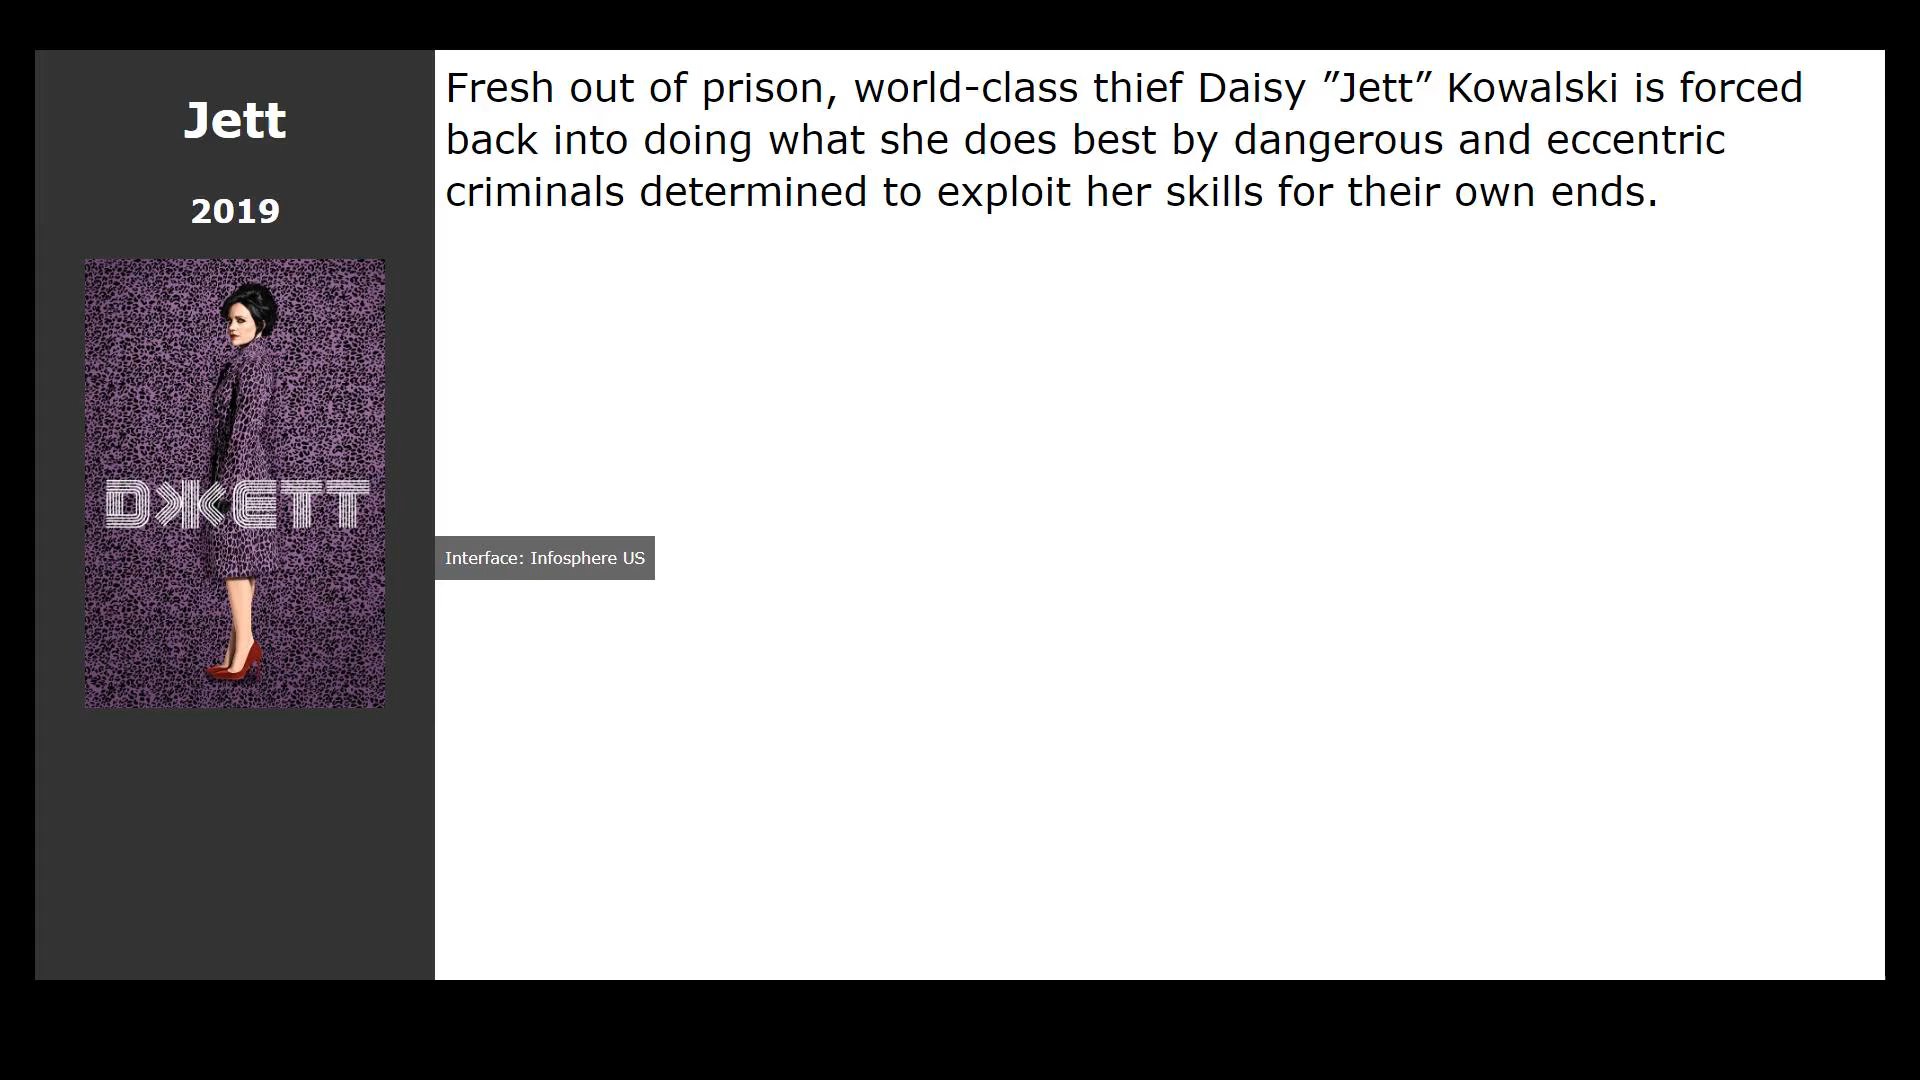 Jett
2019
DKETT
Fresh out of prison, world-class thief Daisy ”Jett” Kowalski is forced
back into doing what she does best by dangerous and eccentric
criminals determined to exploit her skills for their own ends.
Interface: Infosphere US